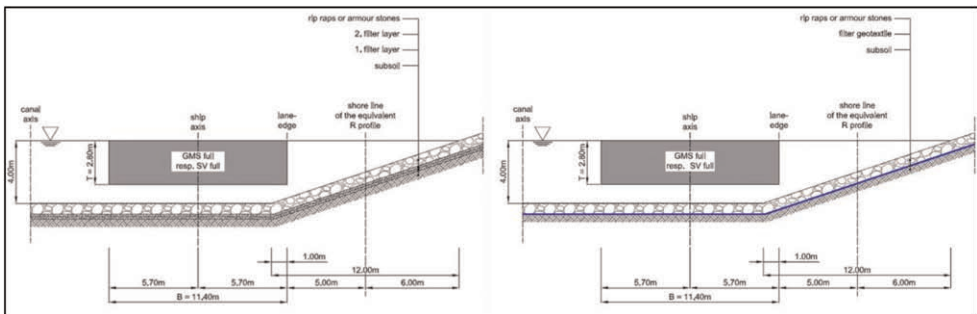 rip raps or armour stones
2. filter layer
1. filter layer
subsoil
canal
axis
ship
axis
lane-
edge
shore line
of the equivalent
R profile
GMS full
resp. SV full
T = 2.80m
4.00m
1.00m
12.00m
5.70m
5.70m
5.00m
6.00m
B = 11.40m
rip raps or armour stones
filter geotextile
subsoil
canal
axis
ship
axis
lane-
edge
shore line
of the equivalent
R profile
GMS full
resp. SV full
T = 2.80m
4.00m
1.00m
12.00m
5.70m
5.70m
5.00m
6.00m
B = 11.40m